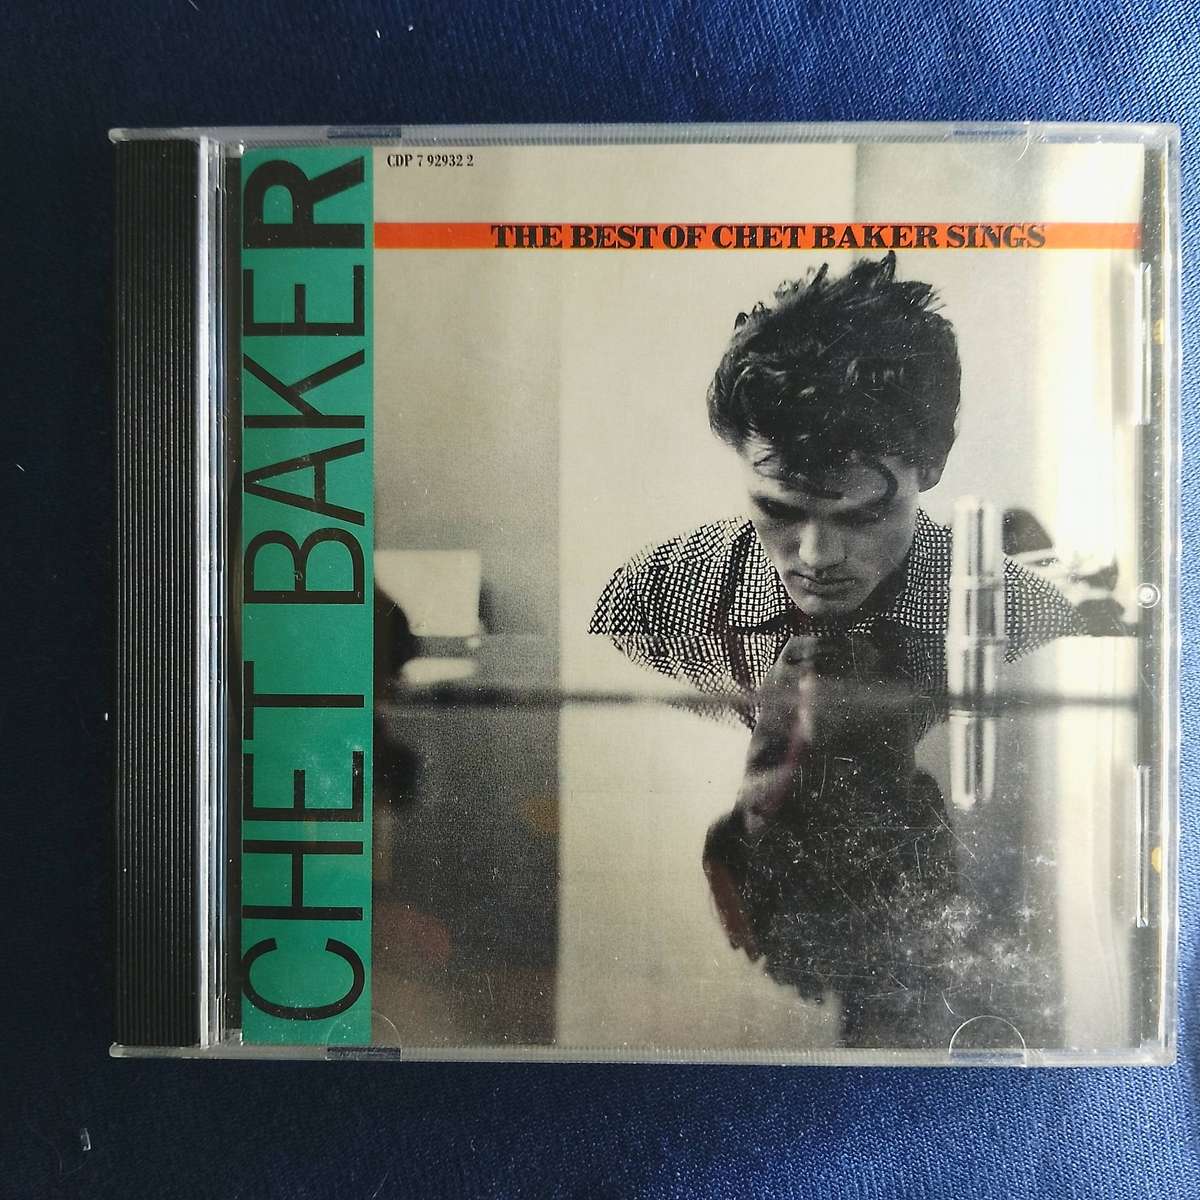 CHET BAKER
CDP 7 92932 2
THE BEST OF CHET BAKER SINGS